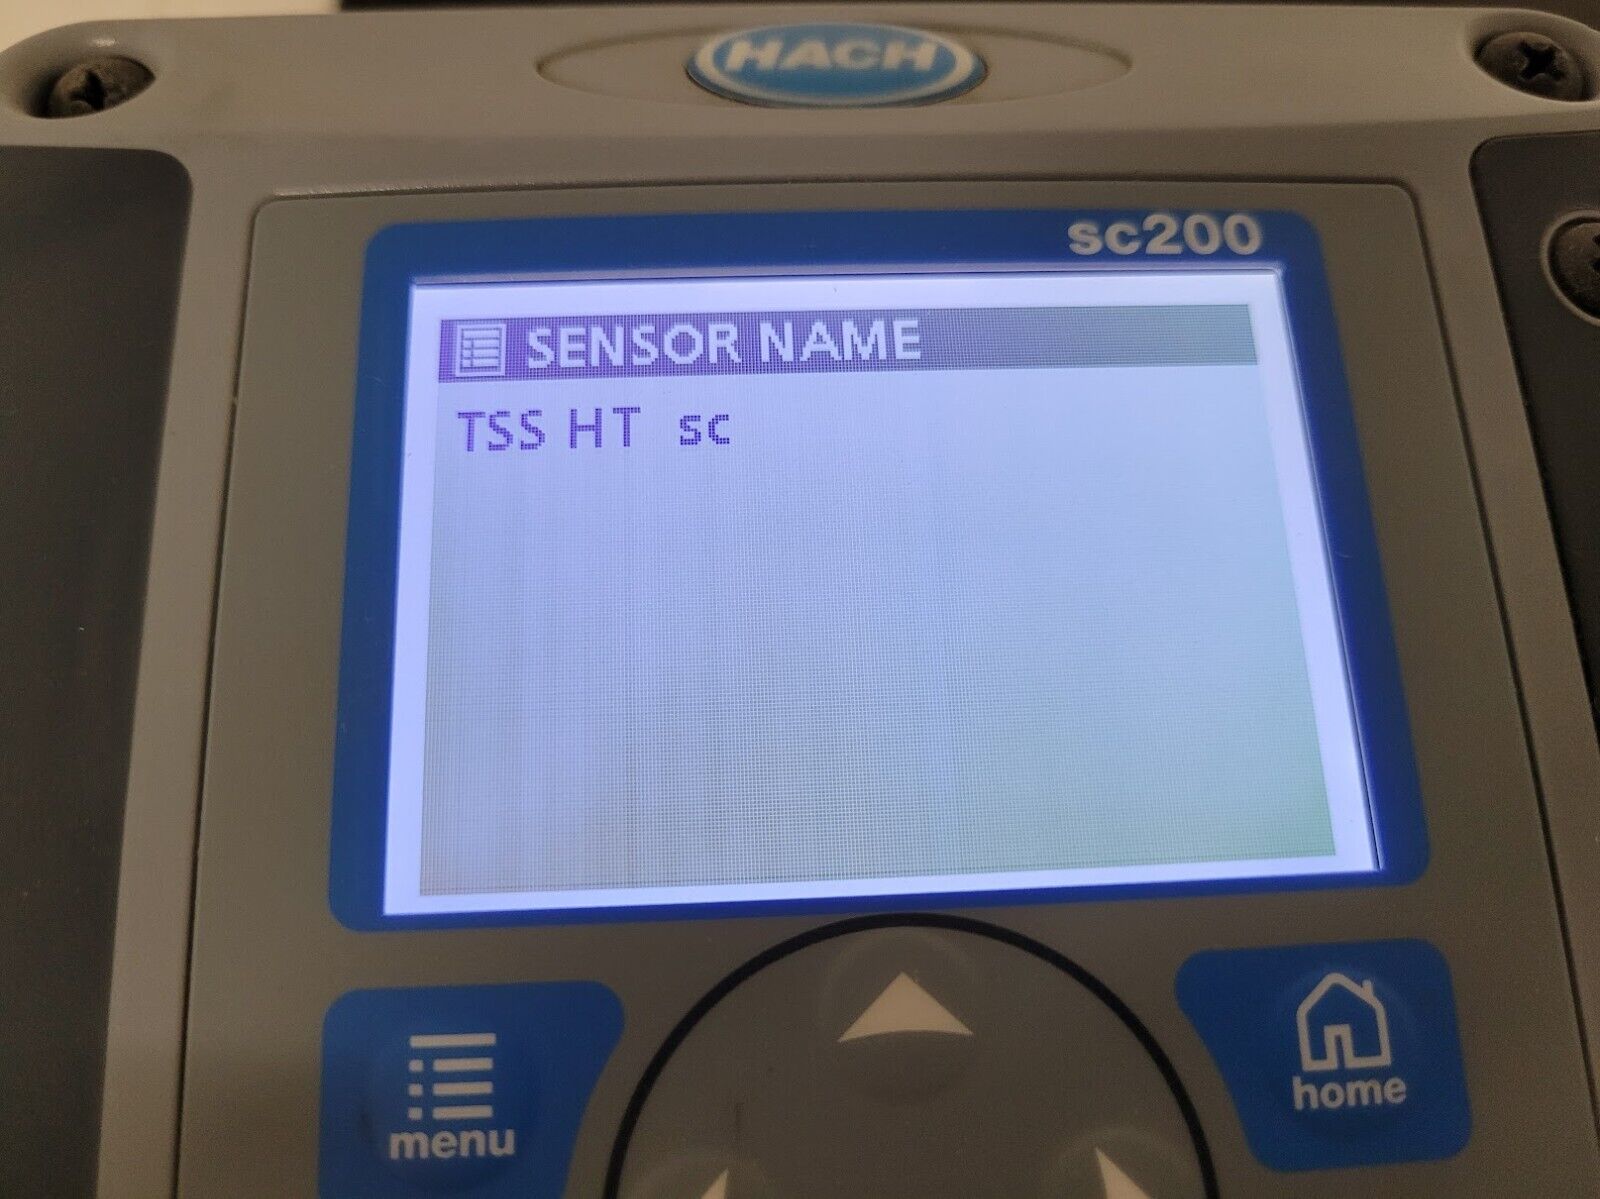 HACH
sc200
SENSOR NAME
TSS HT sc
menu
home